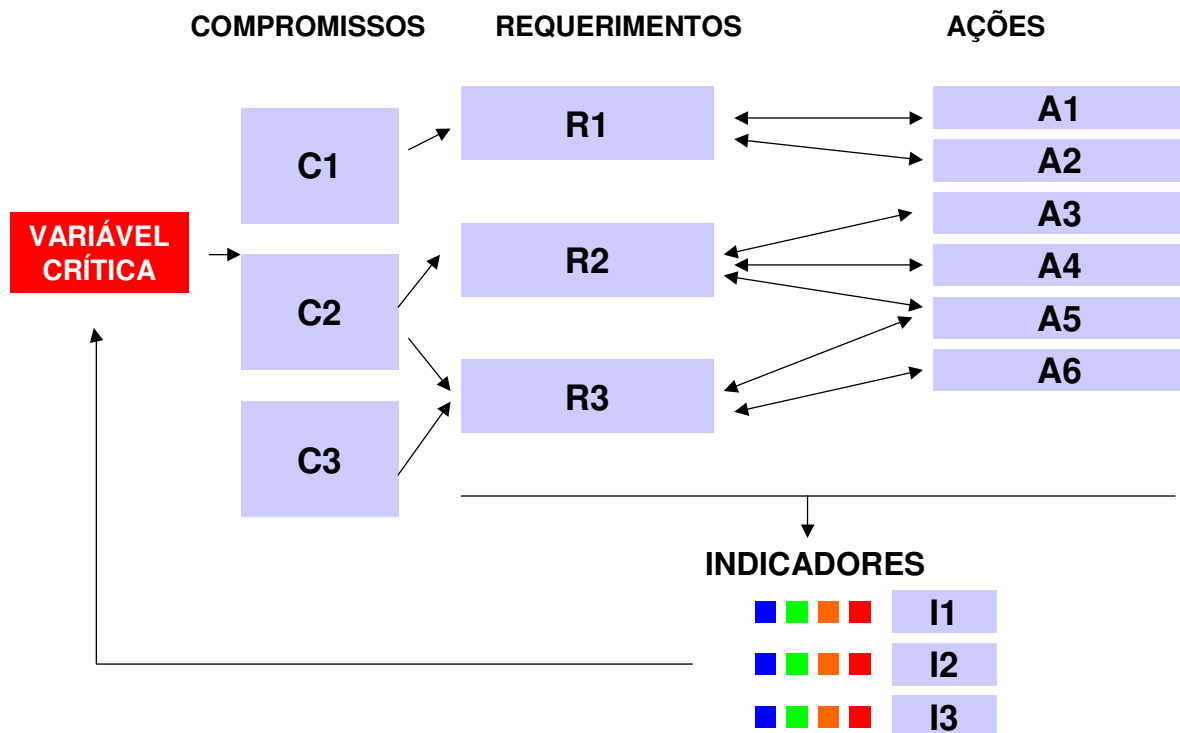 COMPROMISSOS
REQUERIMENTOS
AÇÕES
VARIÁVEL
CRÍTICA
C1
C2
C3
R1
R2
R3
A1
A2
A3
A4
A5
A6
INDICADORES
I1
I2
I3